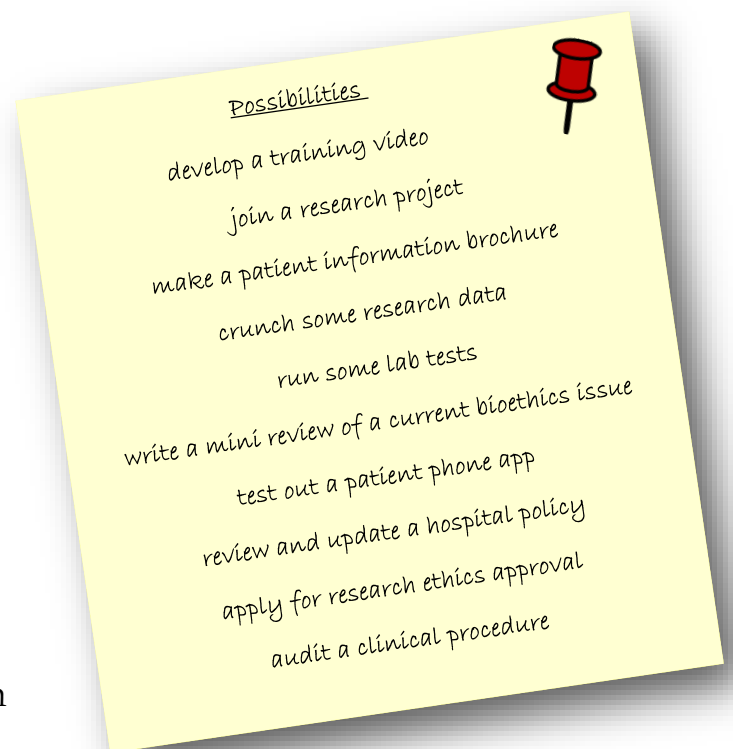 Possibilities
develop a training video
join a research project
make a patient information brochure
crunch some research data
run some lab tests
write a mini review of a current bioethics issue
test out a patient phone app
review and update a hospital policy
apply for research ethics approval
audit a clinical procedure